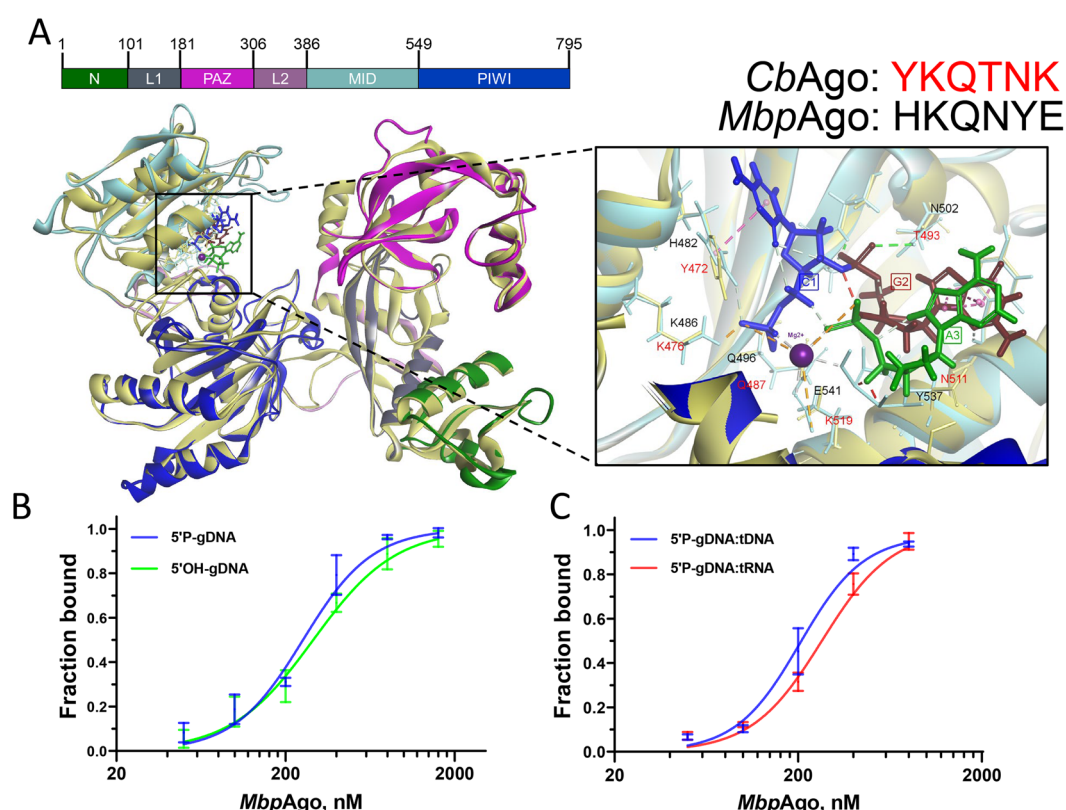 A
1 101 181 306 386 549 795
N L1 PAZ L2 MID PIWI
CbAgo: YKQTNK
MbpAgo: HKQNYE
N502
T493
H482
Y472
C1
G2
K486
K476
Mg2+
A3
Q496
Q487
E541
N511
Y537
K519
B
Fraction bound
1.0
0.8
0.6
0.4
0.2
0.0
5'P-gDNA
5'OH-gDNA
20 200 2000
MbpAgo, nM
C
Fraction bound
1.0
0.8
0.6
0.4
0.2
0.0
5'P-gDNA:tDNA
5'P-gDNA:tRNA
20 200 2000
MbpAgo, nM